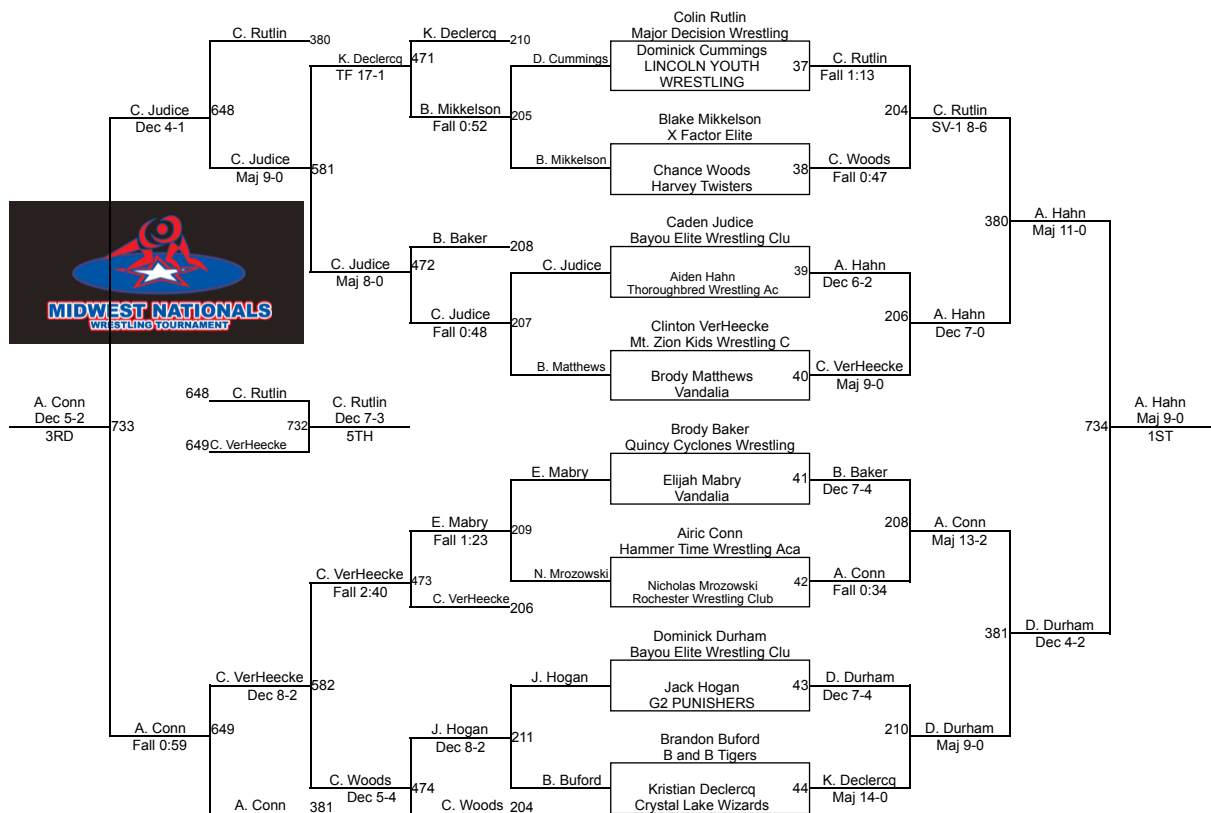 Colin Rutlin
Major Decision Wrestling
Dominick Cummings
LINCOLN YOUTH
WRESTLING
37
Blake Mikkelson
X Factor Elite
Chance Woods
Harvey Twisters
38
Caden Judice
Bayou Elite Wrestling Clu
Aiden Hahn
Thoroughbred Wrestling Ac
39
Clinton VerHeecke
Mt. Zion Kids Wrestling C
Brody Matthews
Vandalia
40
Brody Baker
Quincy Cyclones Wrestling
Elijah Mabry
Vandalia
41
Airic Conn
Hammer Time Wrestling Aca
Nicholas Mrozowski
Rochester Wrestling Club
42
Dominick Durham
Bayou Elite Wrestling Clu
Jack Hogan
G2 PUNISHERS
43
Brandon Buford
B and B Tigers
Kristian Declercq
Crystal Lake Wizards
44
C. Rutlin
Fall 1:13
C. Woods
Fall 0:47
A. Hahn
Dec 6-2
C. VerHeecke
Maj 9-0
B. Baker
Dec 7-4
A. Conn
Fall 0:34
D. Durham
Dec 7-4
K. Declercq
Maj 14-0
204
C. Rutlin
SV-1 8-6
206
A. Hahn
Dec 7-0
208
A. Conn
Maj 13-2
210
D. Durham
Maj 9-0
380
A. Hahn
Maj 11-0
381
D. Durham
Dec 4-2
734
A. Hahn
Maj 9-0
1ST
D. Cummings
B. Mikkelson
C. Judice
B. Matthews
E. Mabry
N. Mrozowski
J. Hogan
B. Buford
K. Declercq
210
B. Mikkelson
Fall 0:52
205
B. Baker
208
C. Judice
Fall 0:48
207
E. Mabry
Fall 1:23
209
C. VerHeecke
206
J. Hogan
Dec 8-2
211
C. Woods
204
K. Declercq
TF 17-1
471
C. Judice
Maj 8-0
472
C. VerHeecke
Fall 2:40
473
C. Woods
Dec 5-4
474
C. Rutlin
380
C. Judice
Maj 9-0
581
C. VerHeecke
Dec 8-2
582
A. Conn
381
C. Judice
Dec 4-1
648
A. Conn
Fall 0:59
649
A. Conn
Dec 5-2
3RD
733
648
C. Rutlin
649
C. VerHeecke
732
C. Rutlin
Dec 7-3
5TH
MIDWEST NATIONALS
WRESTLING TOURNAMENT